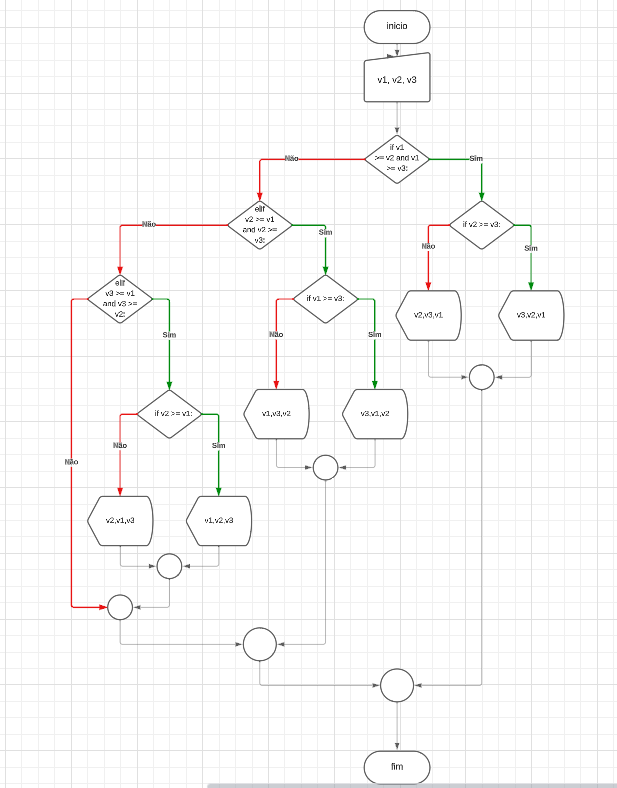 início
v1, v2, v3
if v1
>= v2 and v1
>= v3:
Não
Sim
elif
v2 >= v1
and v2 >=
v3:
if v2 >= v3:
Não
Sim
Não
Sim
elif
v3 >= v1
and v3 >=
v2:
if v1 >= v3:
v2,v3,v1
v3,v2,v1
Sim
Não
Sim
v1,v3,v2
v3,v1,v2
if v2 >= v1:
Não
Não
Sim
v2,v1,v3
v1,v2,v3
fim